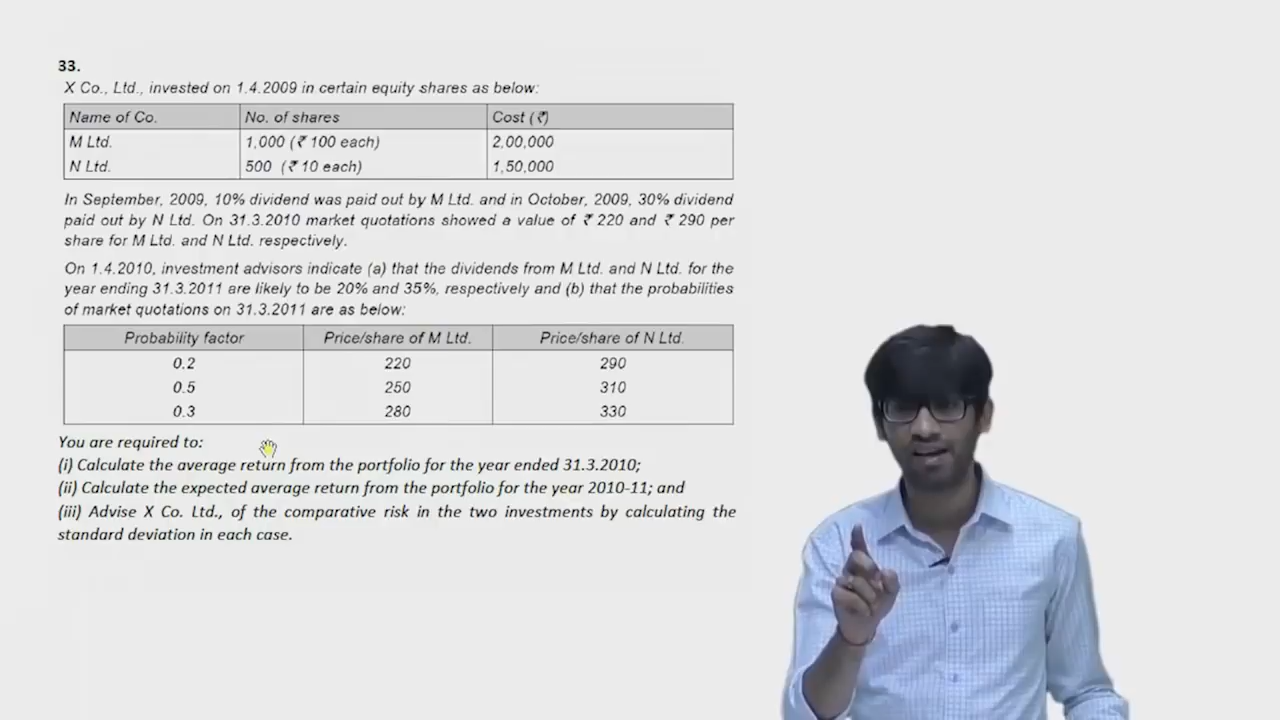 33.
X Co., Ltd., invested on 1.4.2009 in certain equity shares as below:
Name of Co. No. of shares Cost (₹)
M Ltd. 1,000 (₹ 100 each) 2,00,000
N Ltd. 500 (₹ 10 each) 1,50,000
In September, 2009, 10% dividend was paid out by M Ltd. and in October, 2009, 30% dividend
paid out by N Ltd. On 31.3.2010 market quotations showed a value of ₹ 220 and ₹ 290 per
share for M Ltd. and N Ltd. respectively.
On 1.4.2010, investment advisors indicate (a) that the dividends from M Ltd. and N Ltd. for the
year ending 31.3.2011 are likely to be 20% and 35%, respectively and (b) that the probabilities
of market quotations on 31.3.2011 are as below:
Probability factor Price/share of M Ltd. Price/share of N Ltd.
0.2 220 290
0.5 250 310
0.3 280 330
You are required to:
(i) Calculate the average return from the portfolio for the year ended 31.3.2010;
(ii) Calculate the expected average return from the portfolio for the year 2010-11; and
(iii) Advise X Co. Ltd., of the comparative risk in the two investments by calculating the
standard deviation in each case.